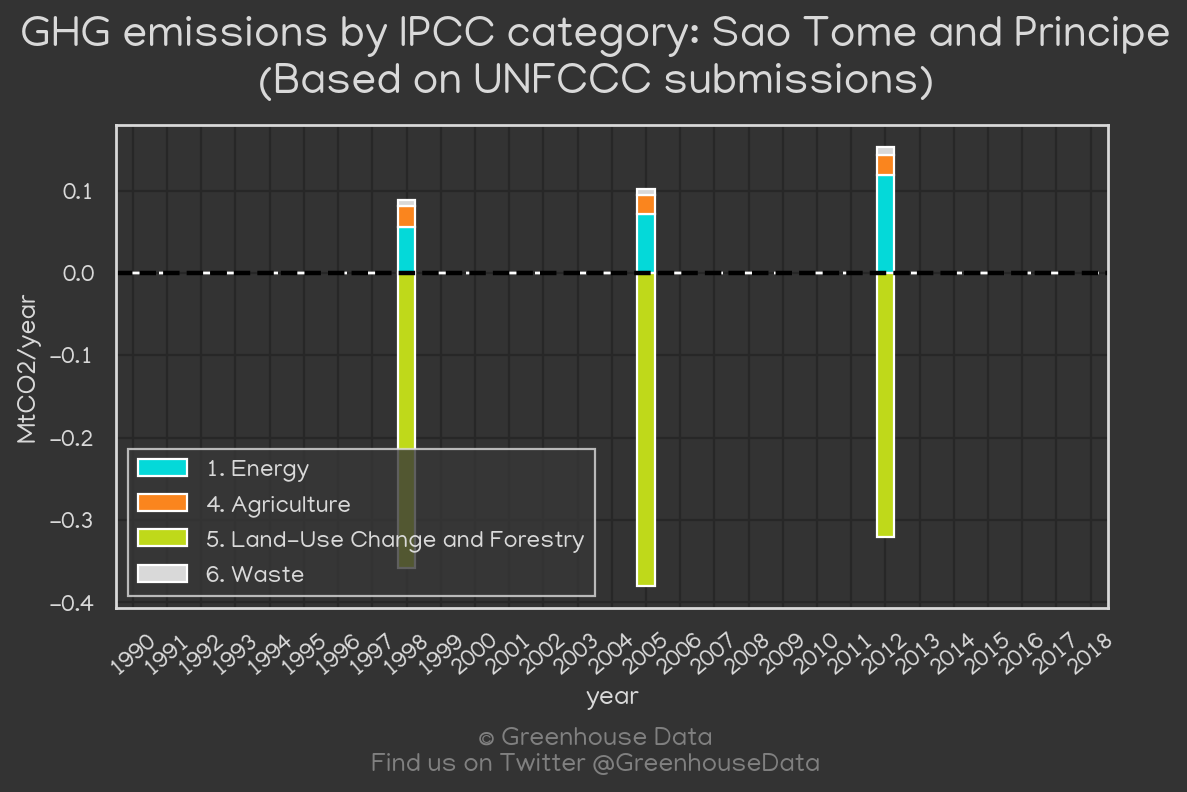 GHG emissions by IPCC category: Sao Tome and Principe
(Based on UNFCCC submissions)
MtCO2/year
0.1
0.0
−0.1
−0.2
−0.3
−0.4
1. Energy
4. Agriculture
5. Land−Use Change and Forestry
6. Waste
1990 1991 1992 1993 1994 1995 1996 1997 1998 1999 2000 2001 2002 2003 2004 2005 2006 2007 2008 2009 2010 2011 2012 2013 2014 2015 2016 2017 2018
year
© Greenhouse Data
Find us on Twitter @GreenhouseData